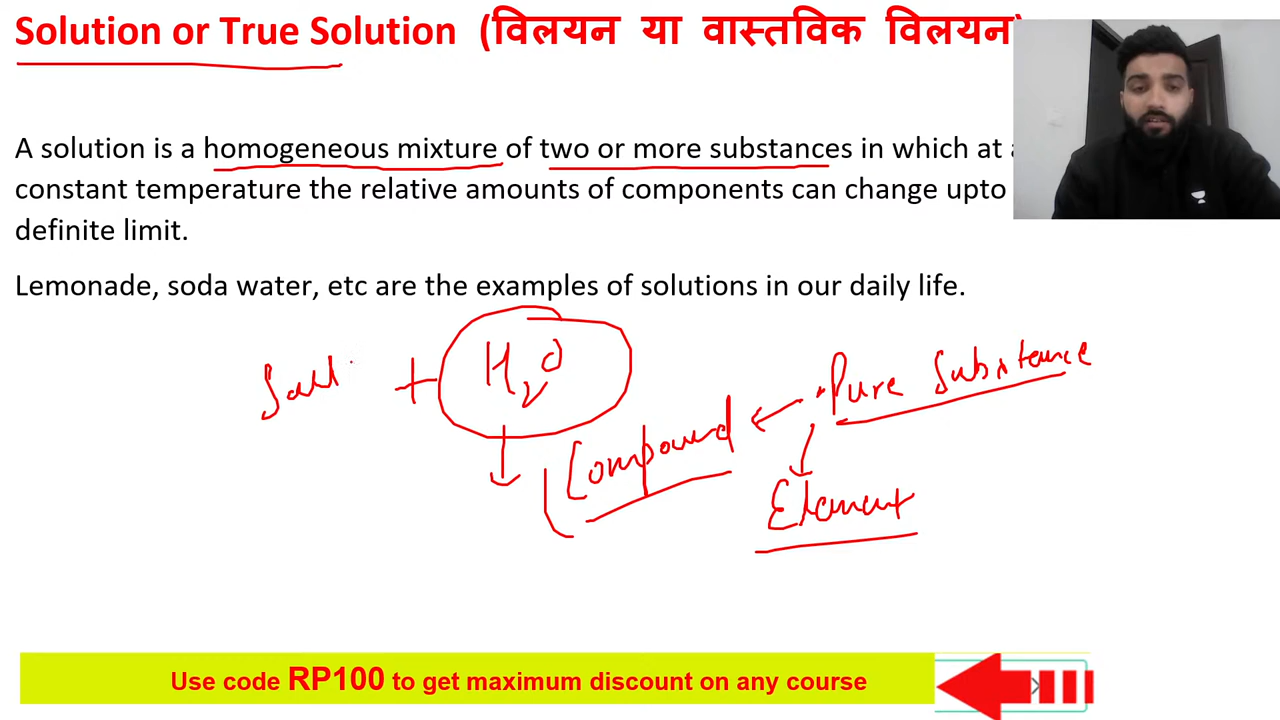 Solution or True Solution (विलयन या वास्तविक विलयन)
A solution is a homogeneous mixture of two or more substances in which at
constant temperature the relative amounts of components can change upto
definite limit.
Lemonade, soda water, etc are the examples of solutions in our daily life.
Salt + H2O
Pure Substance
Compound
Element
Use code RP100 to get maximum discount on any course